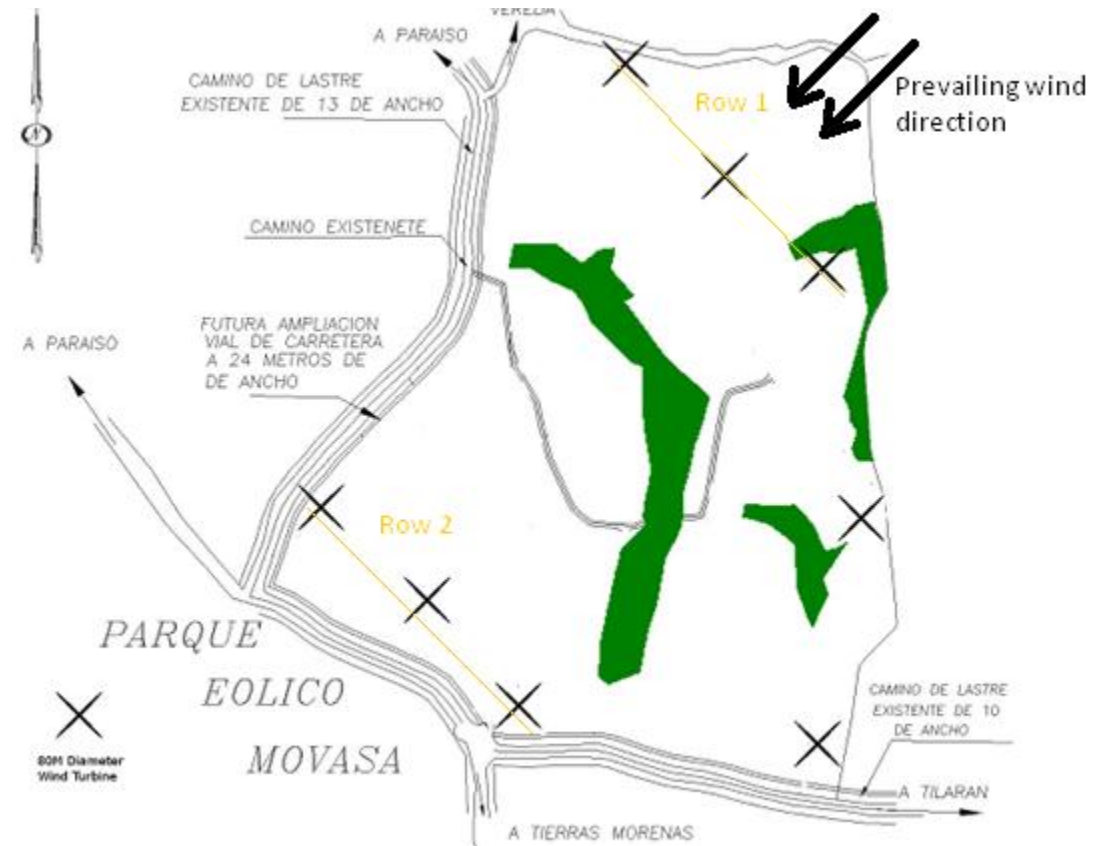 VEREDA
A PARAISO
CAMINO DE LASTRE
EXISTENTE DE 13 DE ANCHO
Row 1
Prevailing wind
direction
N
CAMINO EXISTENETE
FUTURA AMPLIACION
VIAL DE CARRETERA
A 24 METROS DE
DE ANCHO
A PARAISO
Row 2
PARQUE
EOLICO
MOVASA
80M Diameter
Wind Turbine
CAMINO DE LASTRE
EXISTENTE DE 10
DE ANCHO
A TILARAN
A TIERRAS MORENAS